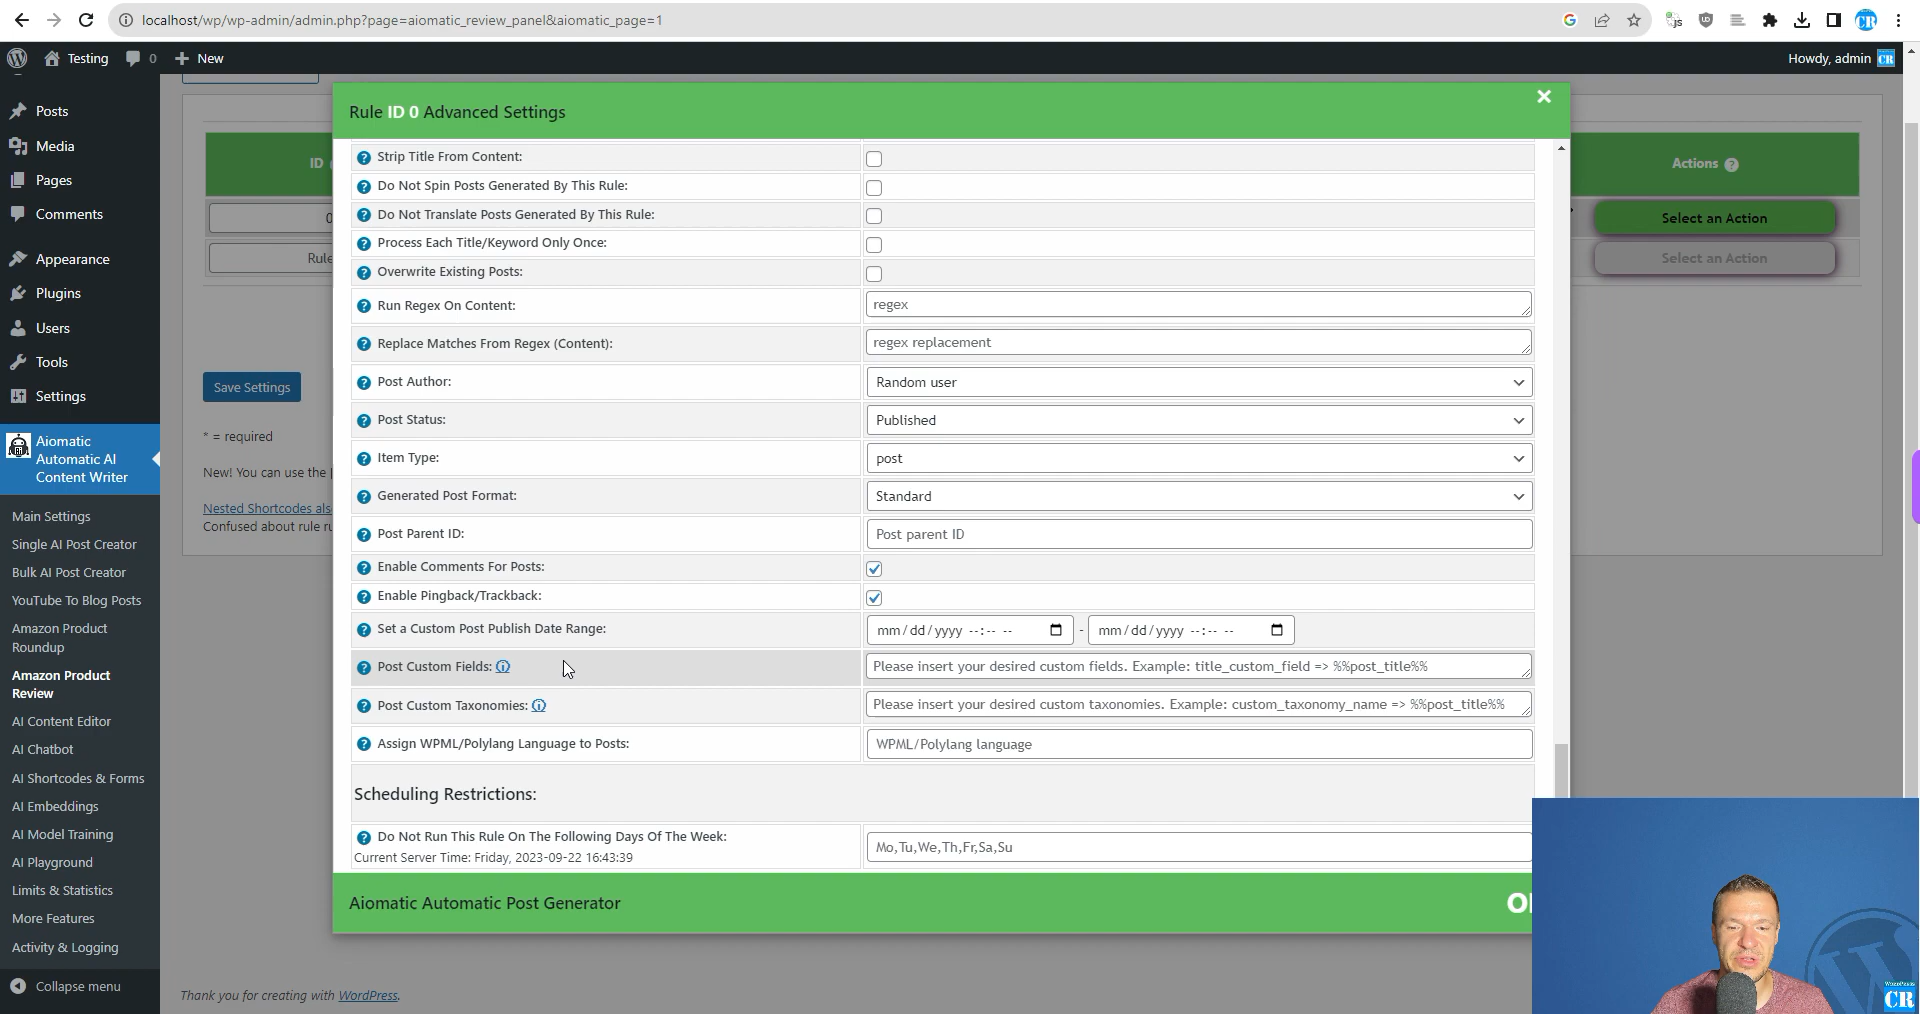 localhost/wp/wp-admin/admin.php?page=aiomatic_review_panel&aiomatic_page=1
Testing 0 New
Howdy, admin CR
Posts
Media
Pages
Comments
Appearance
Plugins
Users
Tools
Settings
Aiomatic
Automatic AI
Content Writer
Main Settings
Single AI Post Creator
Bulk AI Post Creator
YouTube To Blog Posts
Amazon Product
Roundup
Amazon Product
Review
AI Content Editor
AI Chatbot
AI Shortcodes & Forms
AI Embeddings
AI Model Training
AI Playground
Limits & Statistics
More Features
Activity & Logging
Collapse menu
ID
0
Rule
Save Settings
* = required
New! You can use the
Nested Shortcodes als
Confused about rule ru
Rule ID 0 Advanced Settings
Strip Title From Content:
Do Not Spin Posts Generated By This Rule:
Do Not Translate Posts Generated By This Rule:
Process Each Title/Keyword Only Once:
Overwrite Existing Posts:
Run Regex On Content: regex
Replace Matches From Regex (Content): regex replacement
Post Author: Random user
Post Status: Published
Item Type: post
Generated Post Format: Standard
Post Parent ID: Post parent ID
Enable Comments For Posts:
Enable Pingback/Trackback:
Set a Custom Post Publish Date Range: mm/dd/yyyy --:-- -- - mm/dd/yyyy --:-- --
Post Custom Fields: Please insert your desired custom fields. Example: title_custom_field => %%post_title%%
Post Custom Taxonomies: Please insert your desired custom taxonomies. Example: custom_taxonomy_name => %%post_title%%
Assign WPML/Polylang Language to Posts: WPML/Polylang language
Scheduling Restrictions:
Do Not Run This Rule On The Following Days Of The Week: Mo,Tu,We,Th,Fr,Sa,Su
Current Server Time: Friday, 2023-09-22 16:43:39
Aiomatic Automatic Post Generator
Actions
Select an Action
Select an Action
Thank you for creating with WordPress.
WORDPRESS
CR